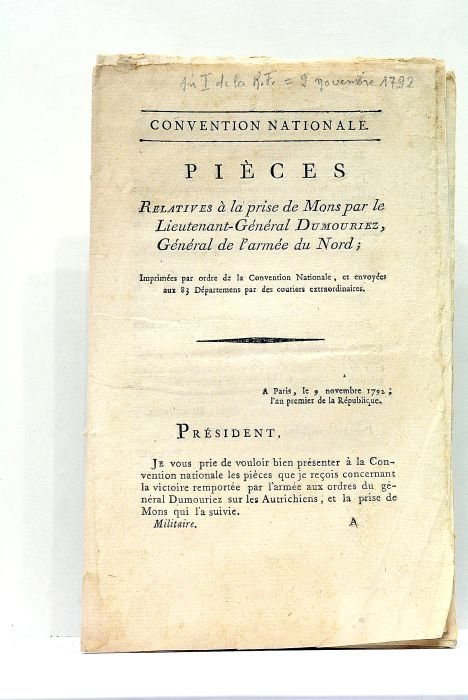 An I de la R.F. = 9 novembre 1792
CONVENTION NATIONALE.
PIÈCES
RELATIVES à la prise de Mons par le
Lieutenant-Général DUMOURIEZ,
Général de l'armée du Nord;
Imprimées par ordre de la Convention Nationale, et envoyées
aux 83 Départemens par des couriers extraordinaires.
A Paris, le 9 novembre 1792;
l'an premier de la République.
PRÉSIDENT,
JE vous prie de vouloir bien présenter à la Con-
vention nationale les pièces que je reçois concernant
la victoire remportée par l'armée aux ordres du gé-
néral Dumouriez sur les Autrichiens, et la prise de
Mons qui l'a suivie.
Militaire. A